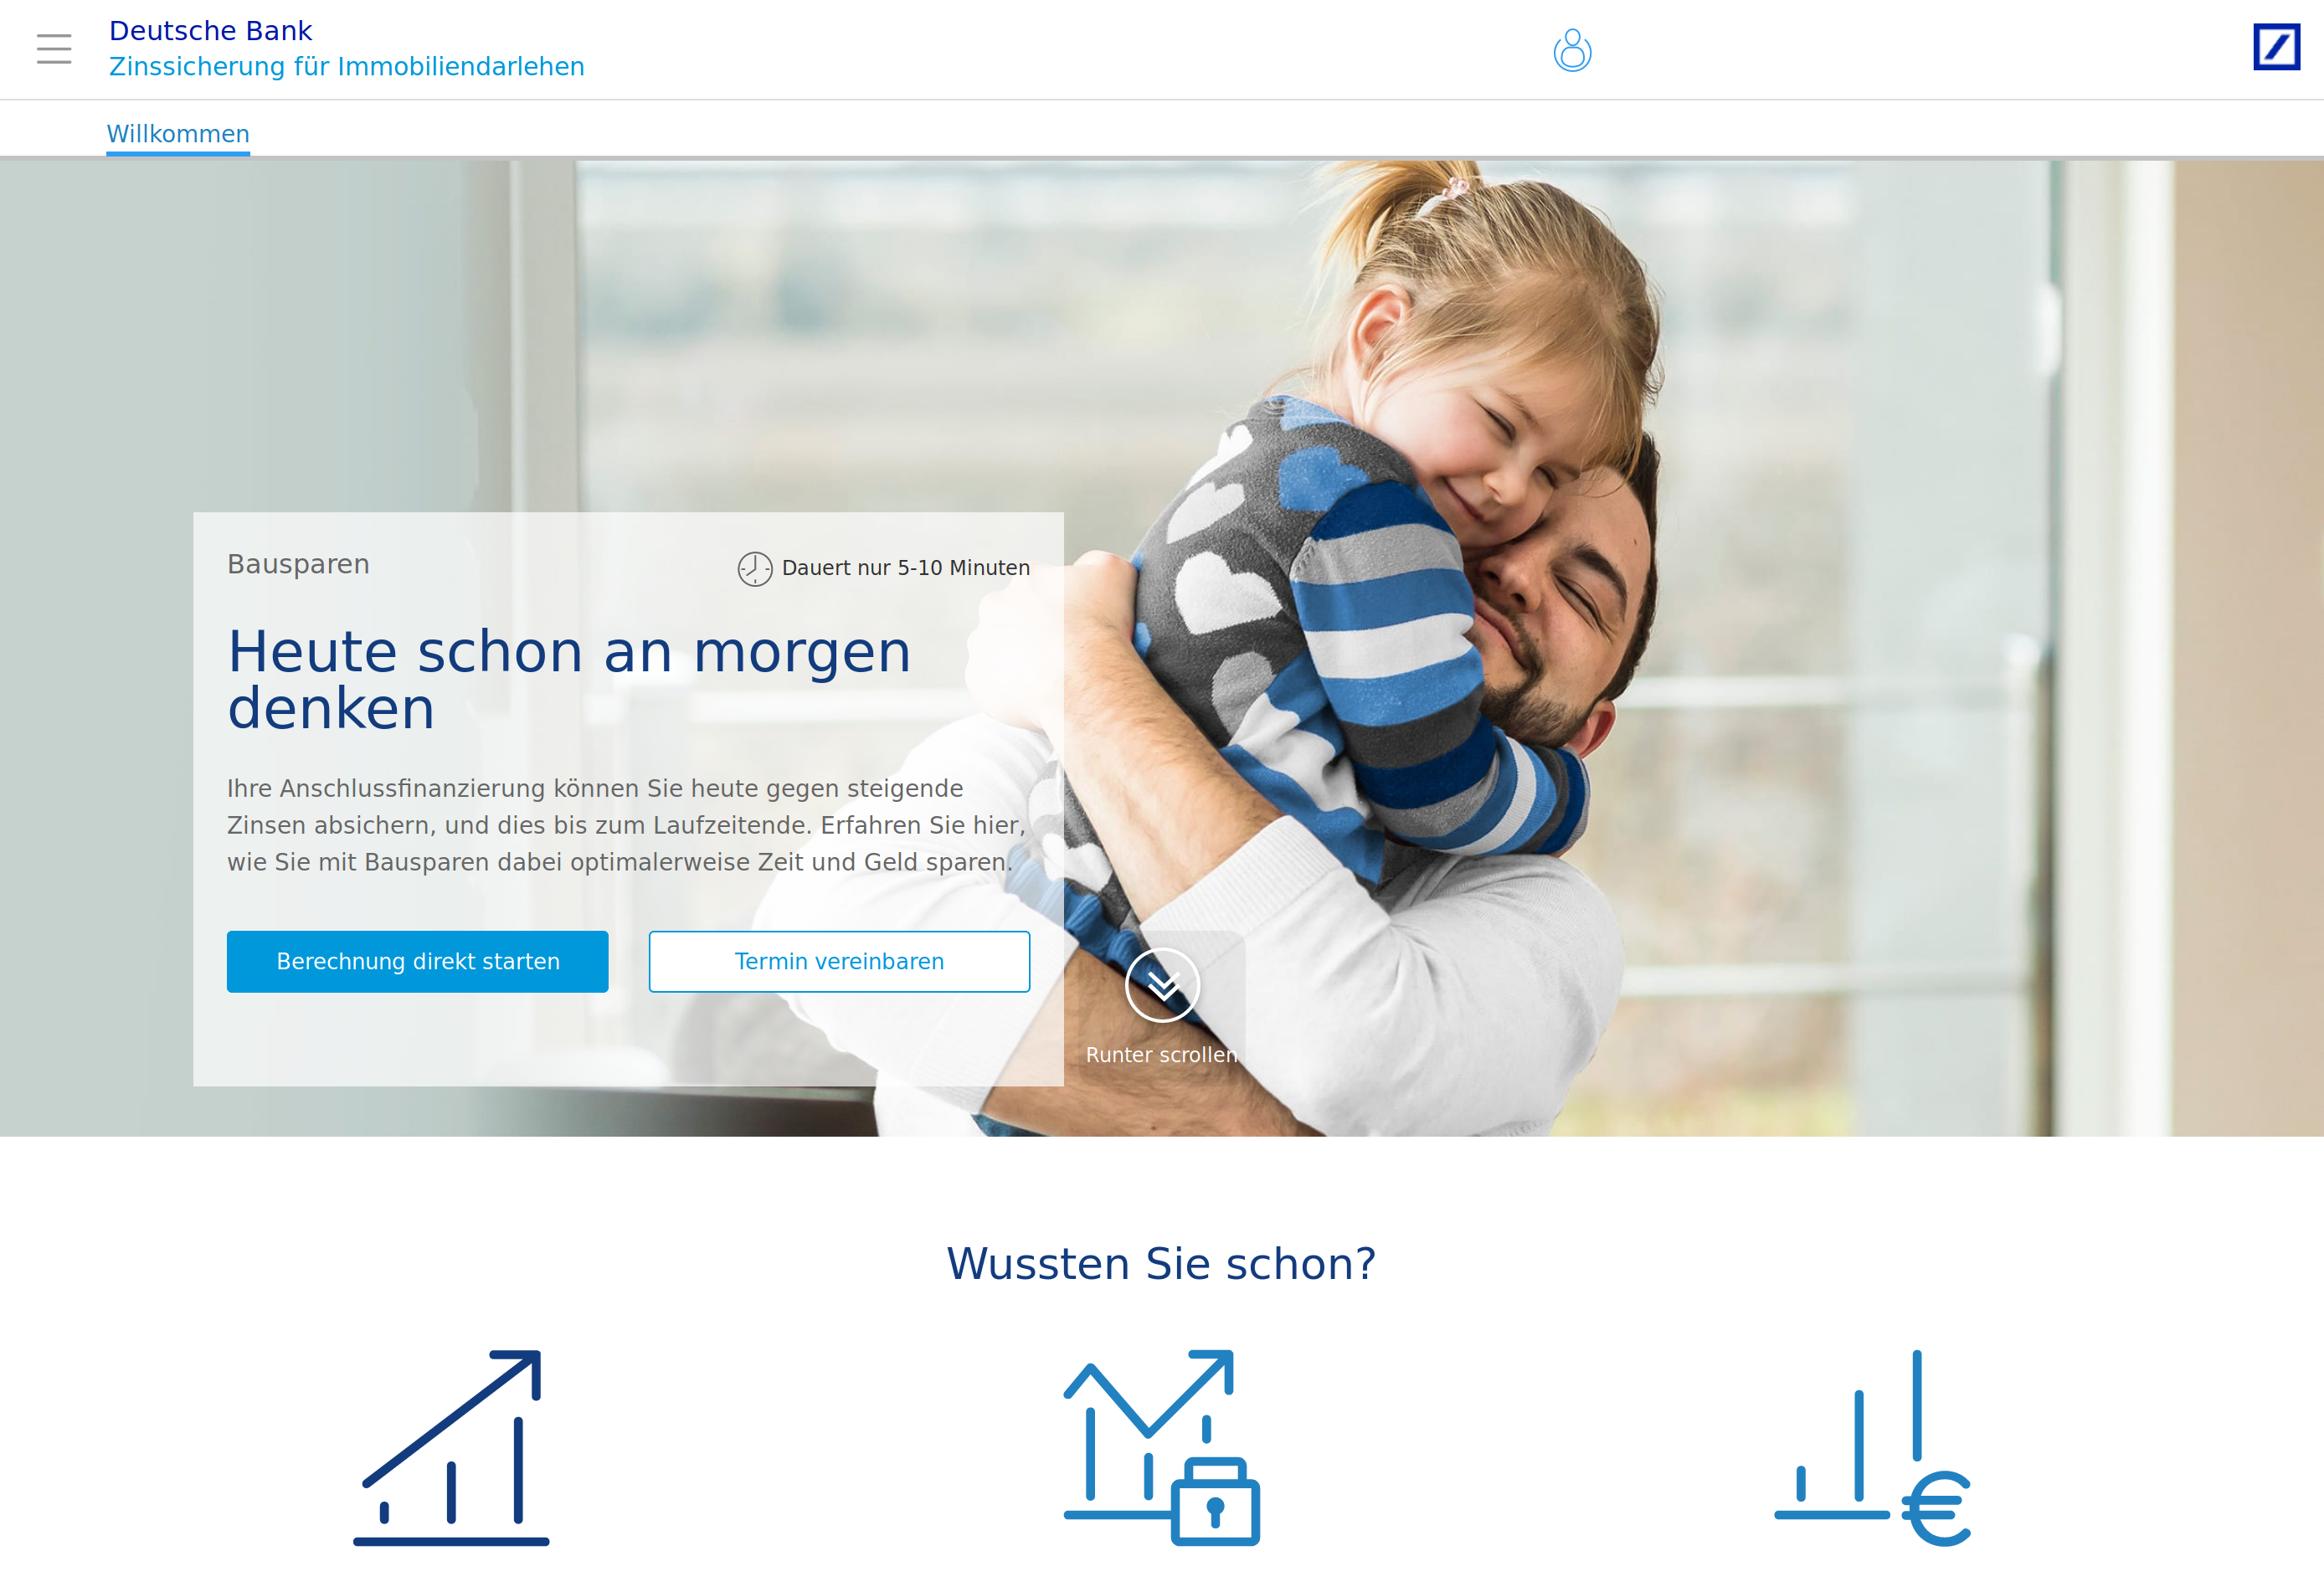 Deutsche Bank
Zinssicherung für Immobiliendarlehen
Willkommen
Bausparen
Dauert nur 5-10 Minuten
Heute schon an morgen
denken
Ihre Anschlussfinanzierung können Sie heute gegen steigende
Zinsen absichern, und dies bis zum Laufzeitende. Erfahren Sie hier,
wie Sie mit Bausparen dabei optimalerweise Zeit und Geld sparen.
Berechnung direkt starten
Termin vereinbaren
Runter scrollen
Wussten Sie schon?